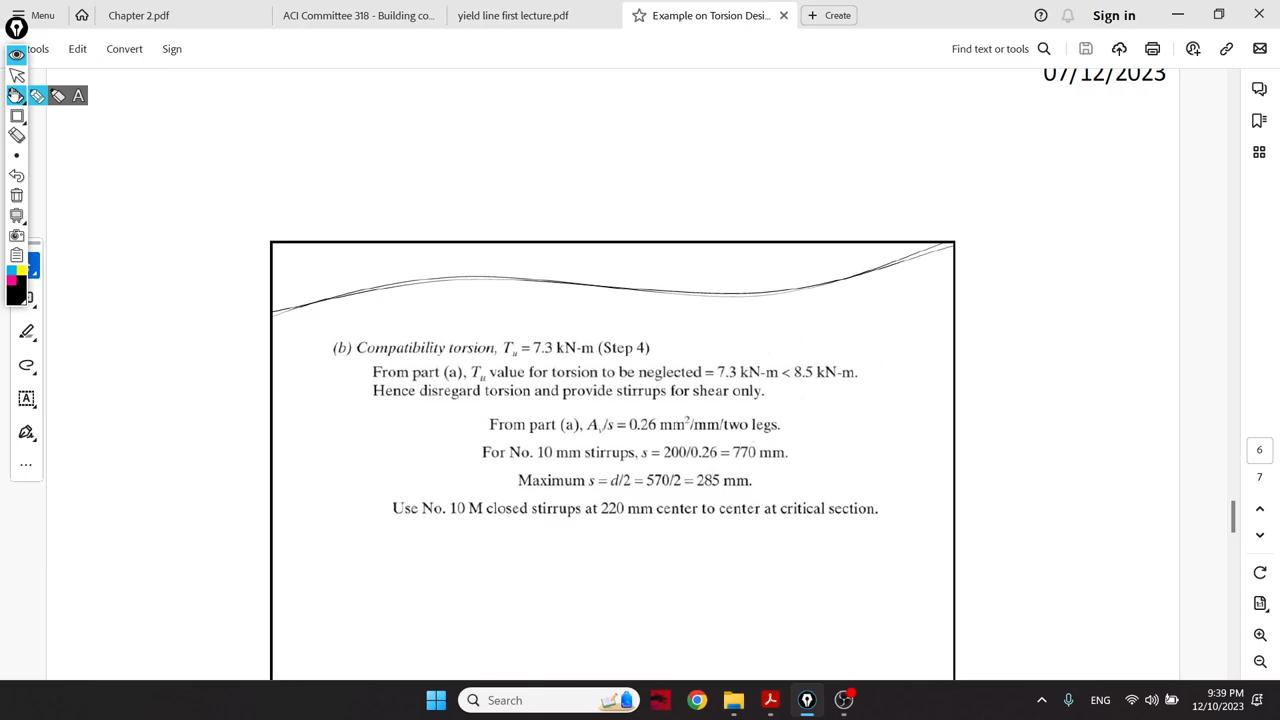 Menu
Chapter 2.pdf
ACI Committee 318 - Building co...
yield line first lecture.pdf
Example on Torsion Desi...
Create
Sign in
tools
Edit
Convert
Sign
Find text or tools
A
07/12/2023
(b) Compatibility torsion, Tu = 7.3 kN-m (Step 4)
From part (a), Tu value for torsion to be neglected = 7.3 kN-m < 8.5 kN-m.
Hence disregard torsion and provide stirrups for shear only.
From part (a), Av/s = 0.26 mm²/mm/two legs.
For No. 10 mm stirrups, s = 200/0.26 = 770 mm.
Maximum s = d/2 = 570/2 = 285 mm.
Use No. 10 M closed stirrups at 220 mm center to center at critical section.
6
7
Search
ENG
9:39 PM
12/10/2023